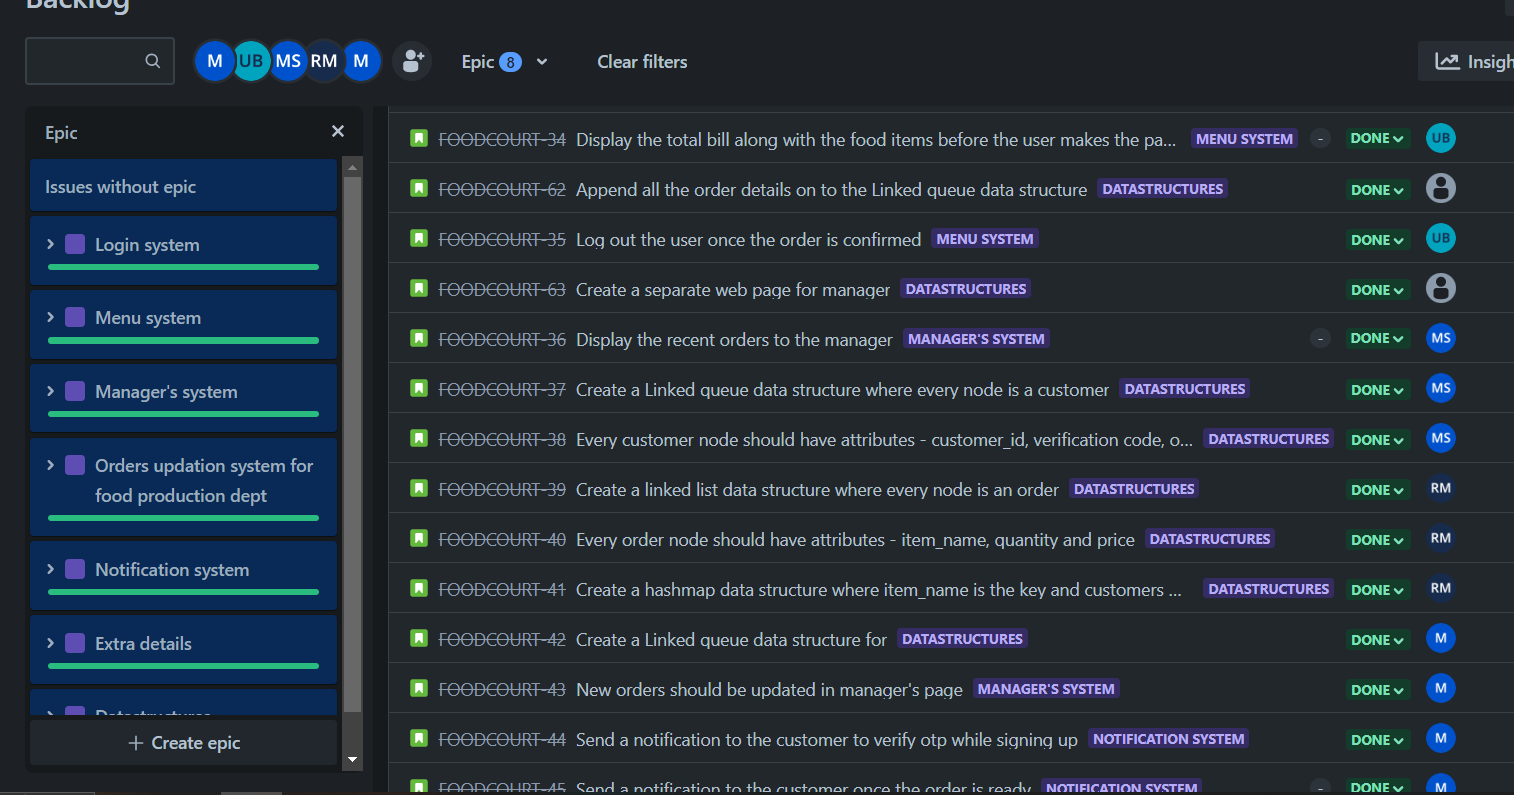 Backlog
M UB MS RM M Epic 8 Clear filters
Epic
Issues without epic
Login system
Menu system
Manager's system
Orders updation system for
food production dept
Notification system
Extra details
Datastructures
+ Create epic
FOODCOURT-34 Display the total bill along with the food items before the user makes the pa... MENU SYSTEM - DONE UB
FOODCOURT-62 Append all the order details on to the Linked queue data structure DATASTRUCTURES DONE
FOODCOURT-35 Log out the user once the order is confirmed MENU SYSTEM DONE UB
FOODCOURT-63 Create a separate web page for manager DATASTRUCTURES DONE
FOODCOURT-36 Display the recent orders to the manager MANAGER'S SYSTEM - DONE MS
FOODCOURT-37 Create a Linked queue data structure where every node is a customer DATASTRUCTURES DONE MS
FOODCOURT-38 Every customer node should have attributes - customer_id, verification code, o... DATASTRUCTURES DONE MS
FOODCOURT-39 Create a linked list data structure where every node is an order DATASTRUCTURES DONE RM
FOODCOURT-40 Every order node should have attributes - item_name, quantity and price DATASTRUCTURES DONE RM
FOODCOURT-41 Create a hashmap data structure where item_name is the key and customers ... DATASTRUCTURES DONE RM
FOODCOURT-42 Create a Linked queue data structure for DATASTRUCTURES DONE M
FOODCOURT-43 New orders should be updated in manager's page MANAGER'S SYSTEM DONE M
FOODCOURT-44 Send a notification to the customer to verify otp while signing up NOTIFICATION SYSTEM DONE M
FOODCOURT-45 Send a notification to the customer once the order is ready NOTIFICATION SYSTEM - DONE M